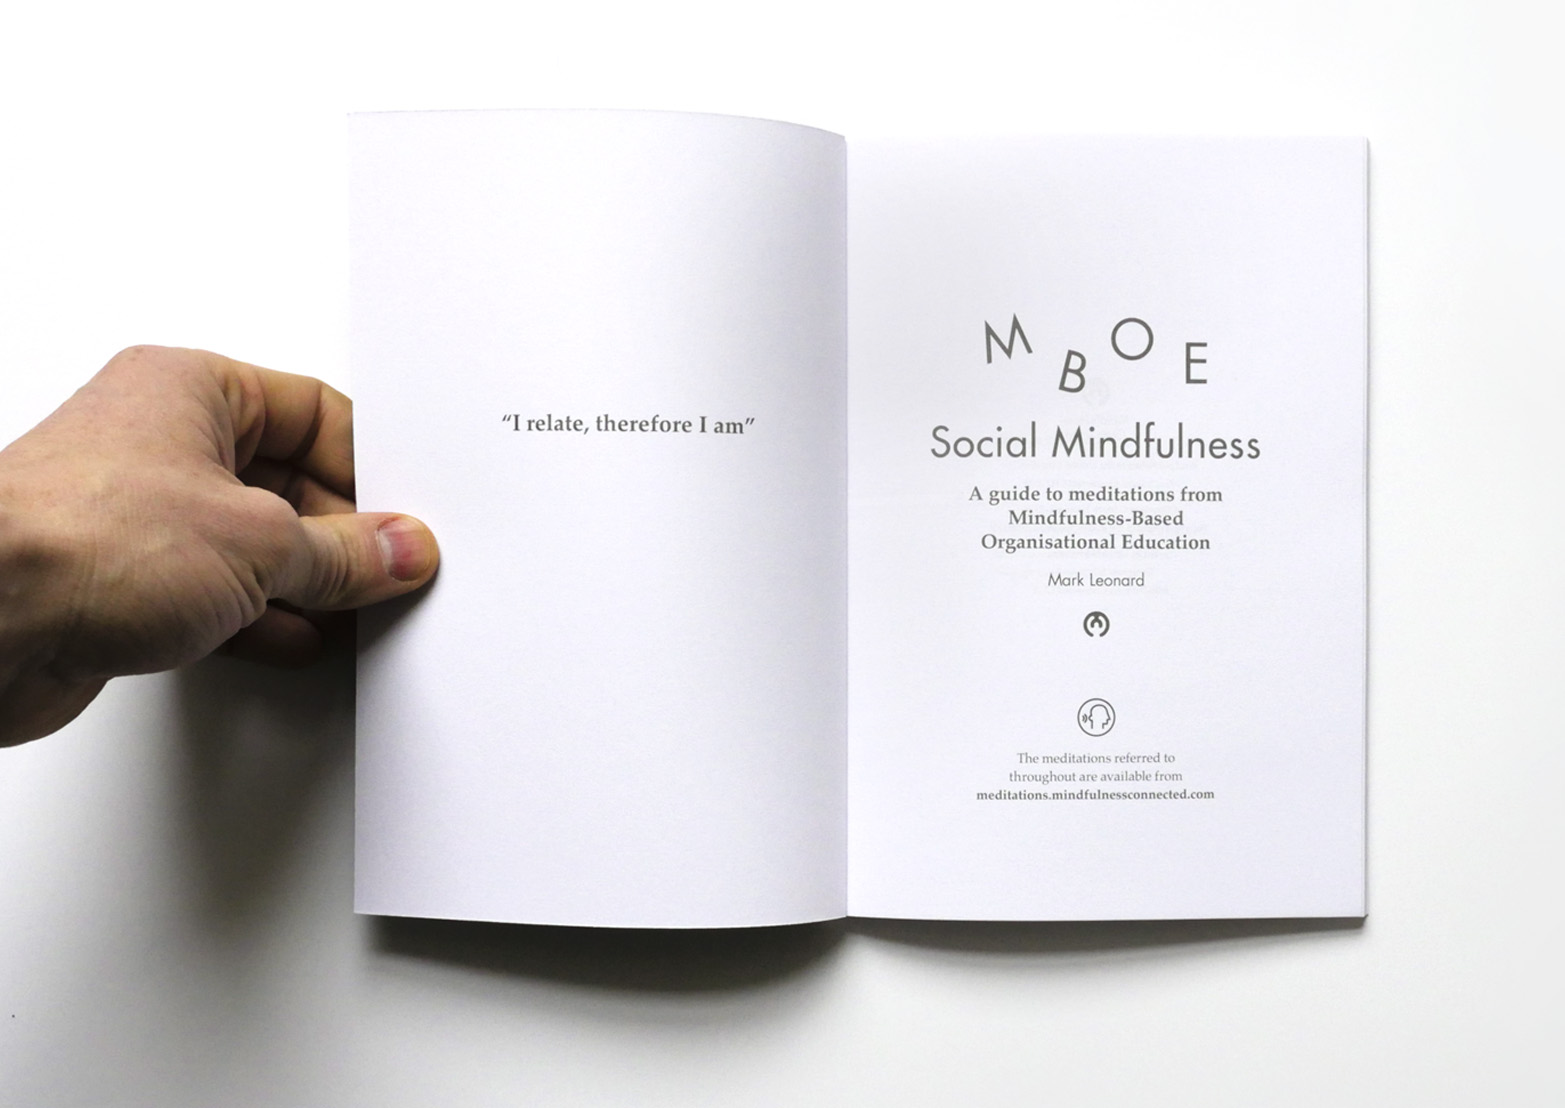 “I relate, therefore I am”
M B O E
Social Mindfulness
A guide to meditations from
Mindfulness-Based
Organisational Education
Mark Leonard
The meditations referred to
throughout are available from
meditations.mindfulnessconnected.com